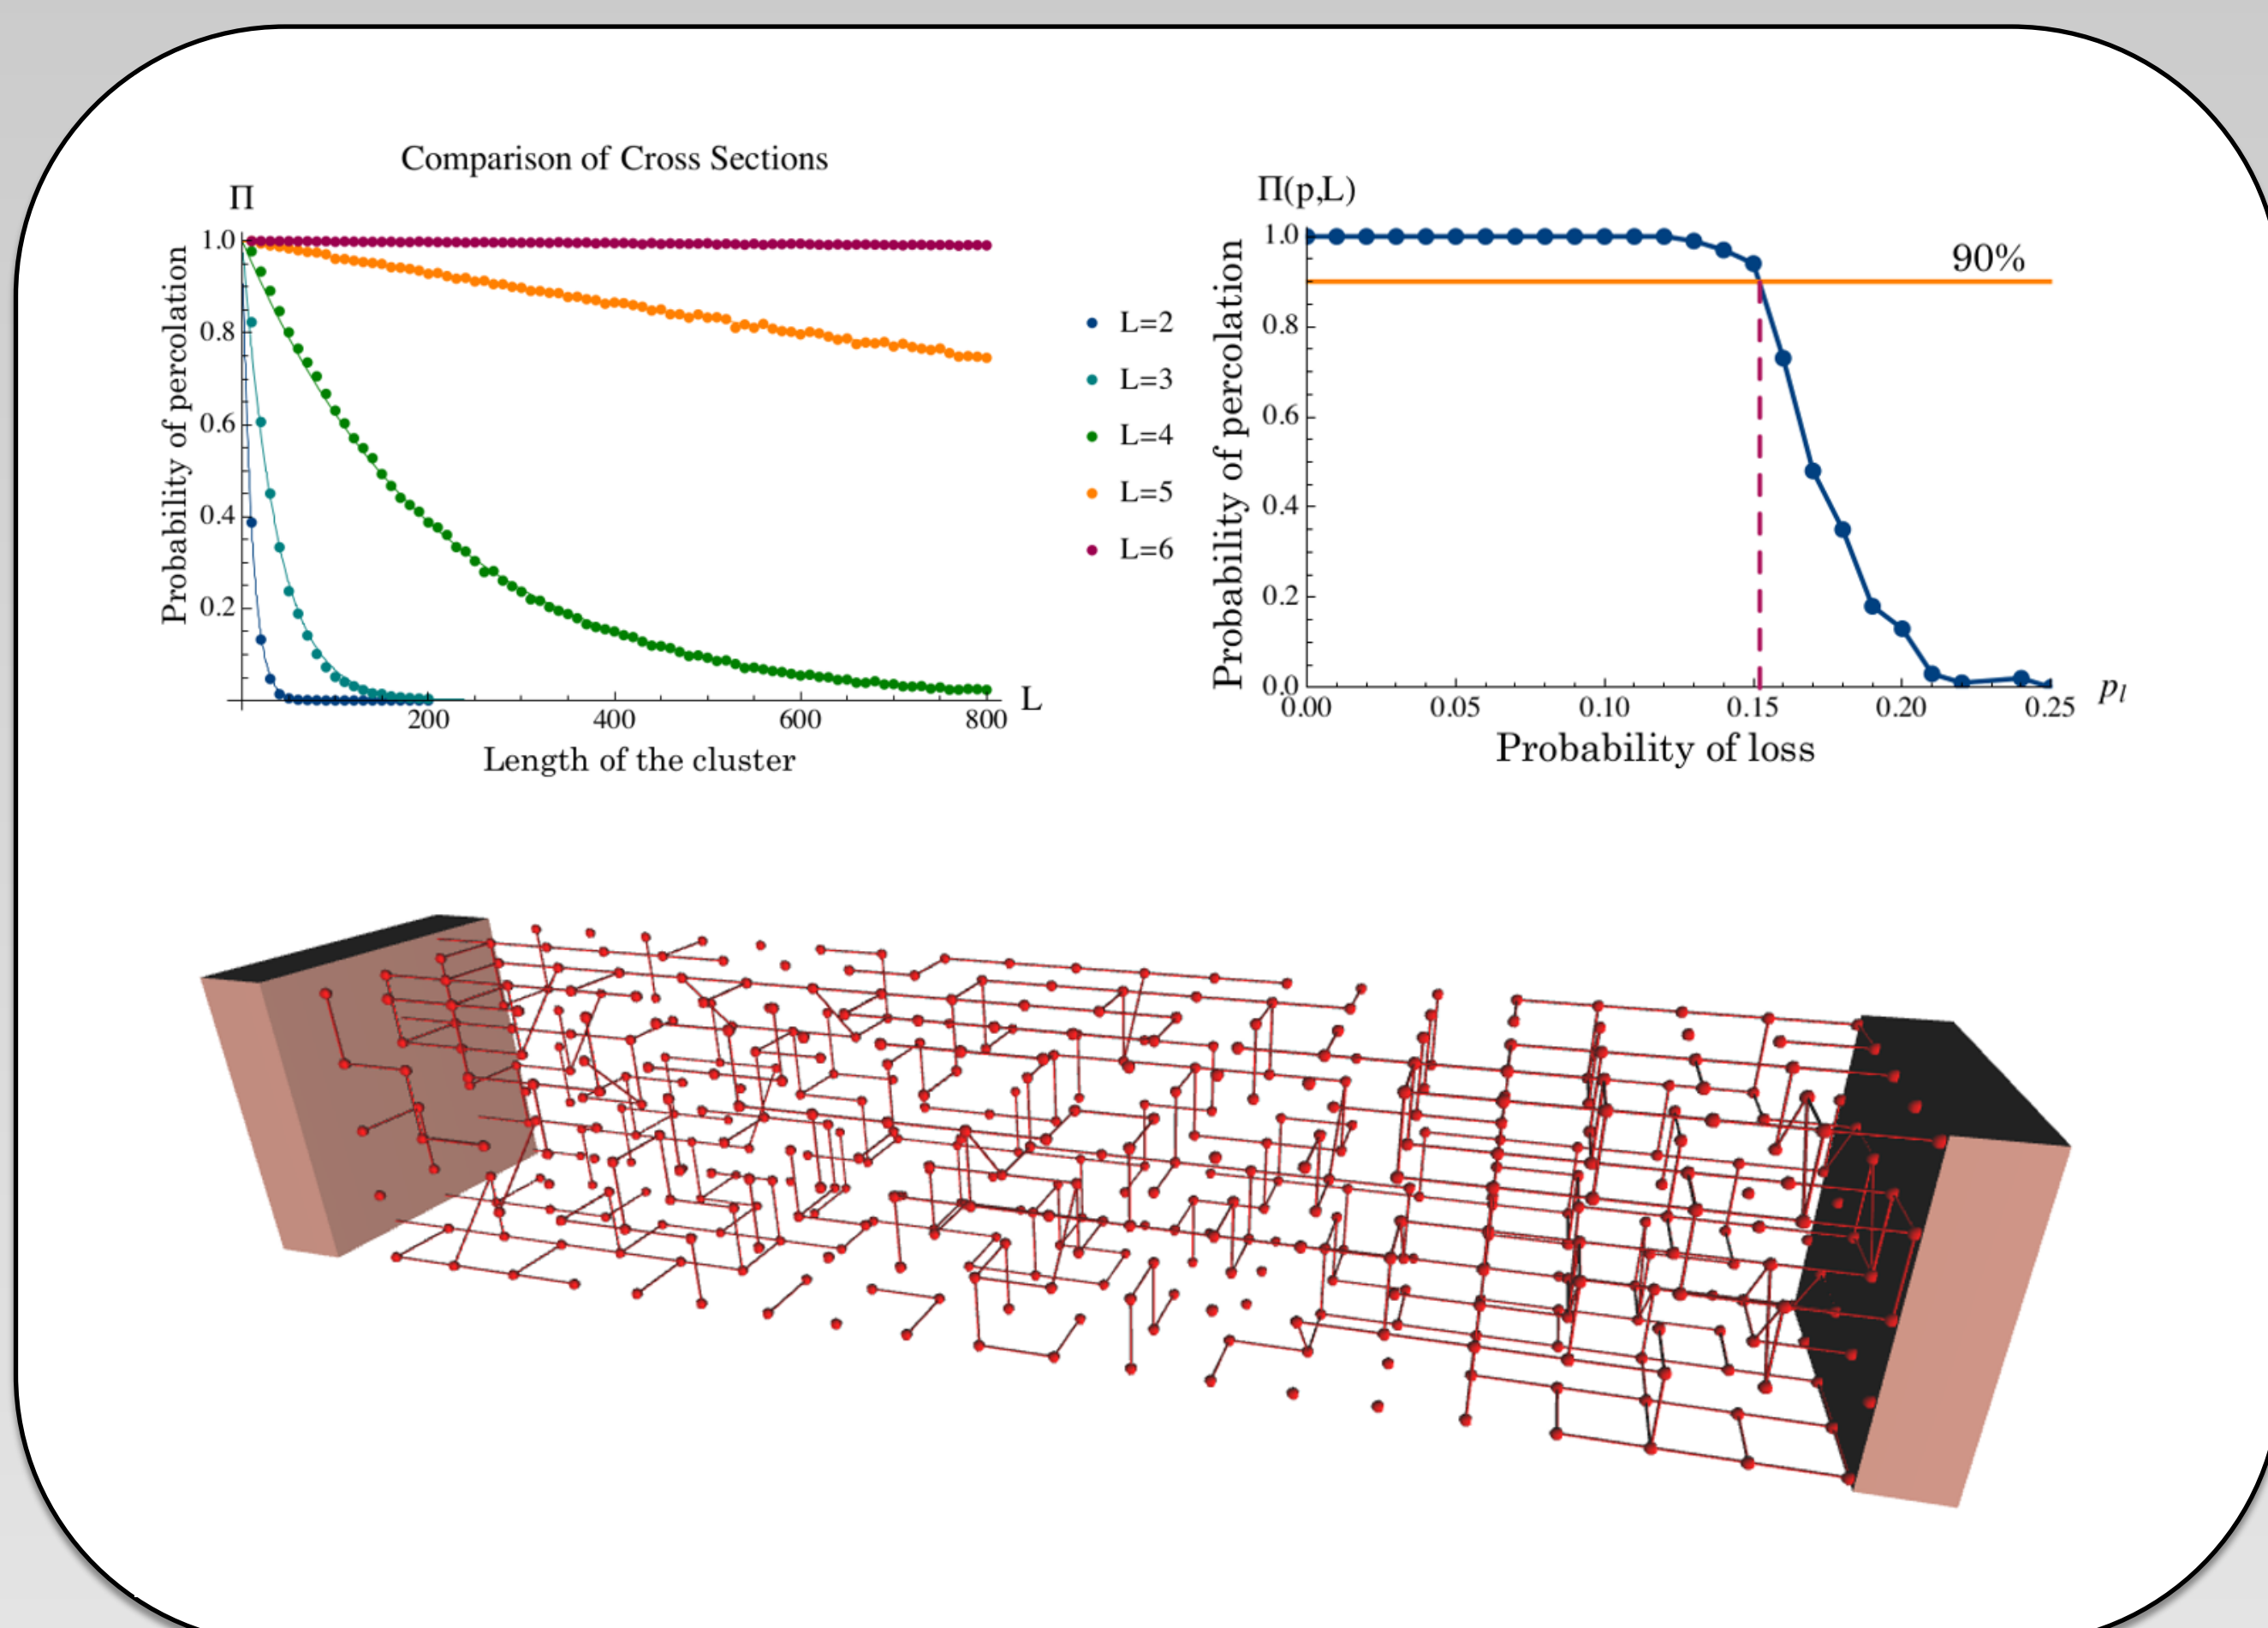 Comparison of Cross Sections
Π
Probability of percolation
1.0
0.8
0.6
0.4
0.2
200
400
600
800
L
Length of the cluster
L=2
L=3
L=4
L=5
L=6
Π(p,L)
Probability of percolation
1.0
0.8
0.6
0.4
0.2
0.0
90%
0.00
0.05
0.10
0.15
0.20
0.25
pₗ
Probability of loss